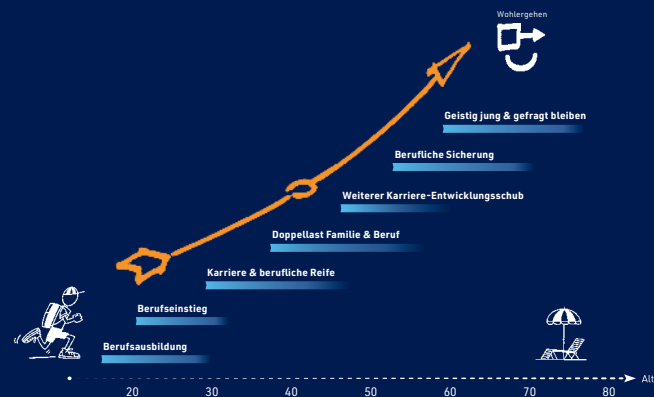 Wohlergehen
Geistig jung & gefragt bleiben
Berufliche Sicherung
Weiterer Karriere-Entwicklungsschub
Doppellast Familie & Beruf
Karriere & berufliche Reife
Berufseinstieg
Berufsausbildung
Alt
20 30 40 50 60 70 80